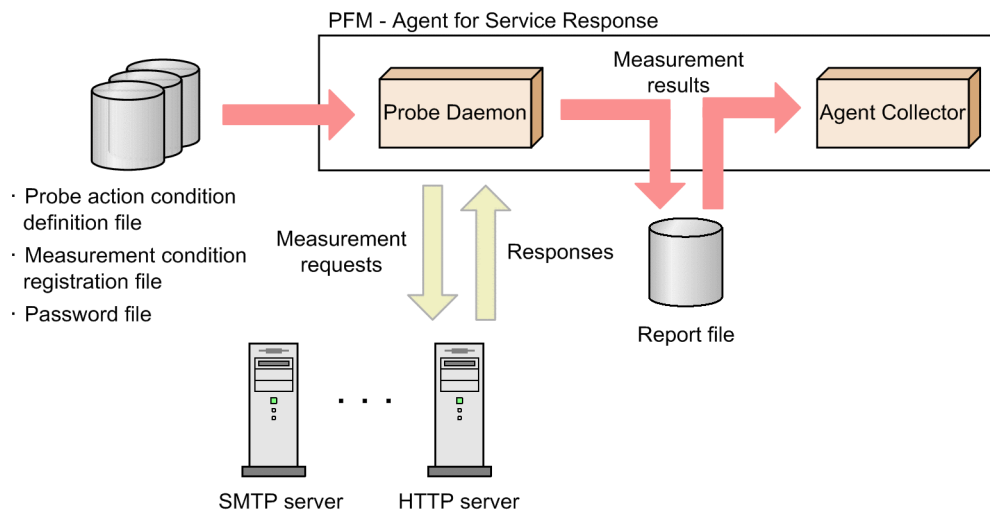 PFM - Agent for Service Response
Measurement
results
Probe Daemon
Agent Collector
· Probe action condition
definition file
· Measurement condition
registration file
· Password file
Measurement
requests
Responses
Report file
· · ·
SMTP server
HTTP server